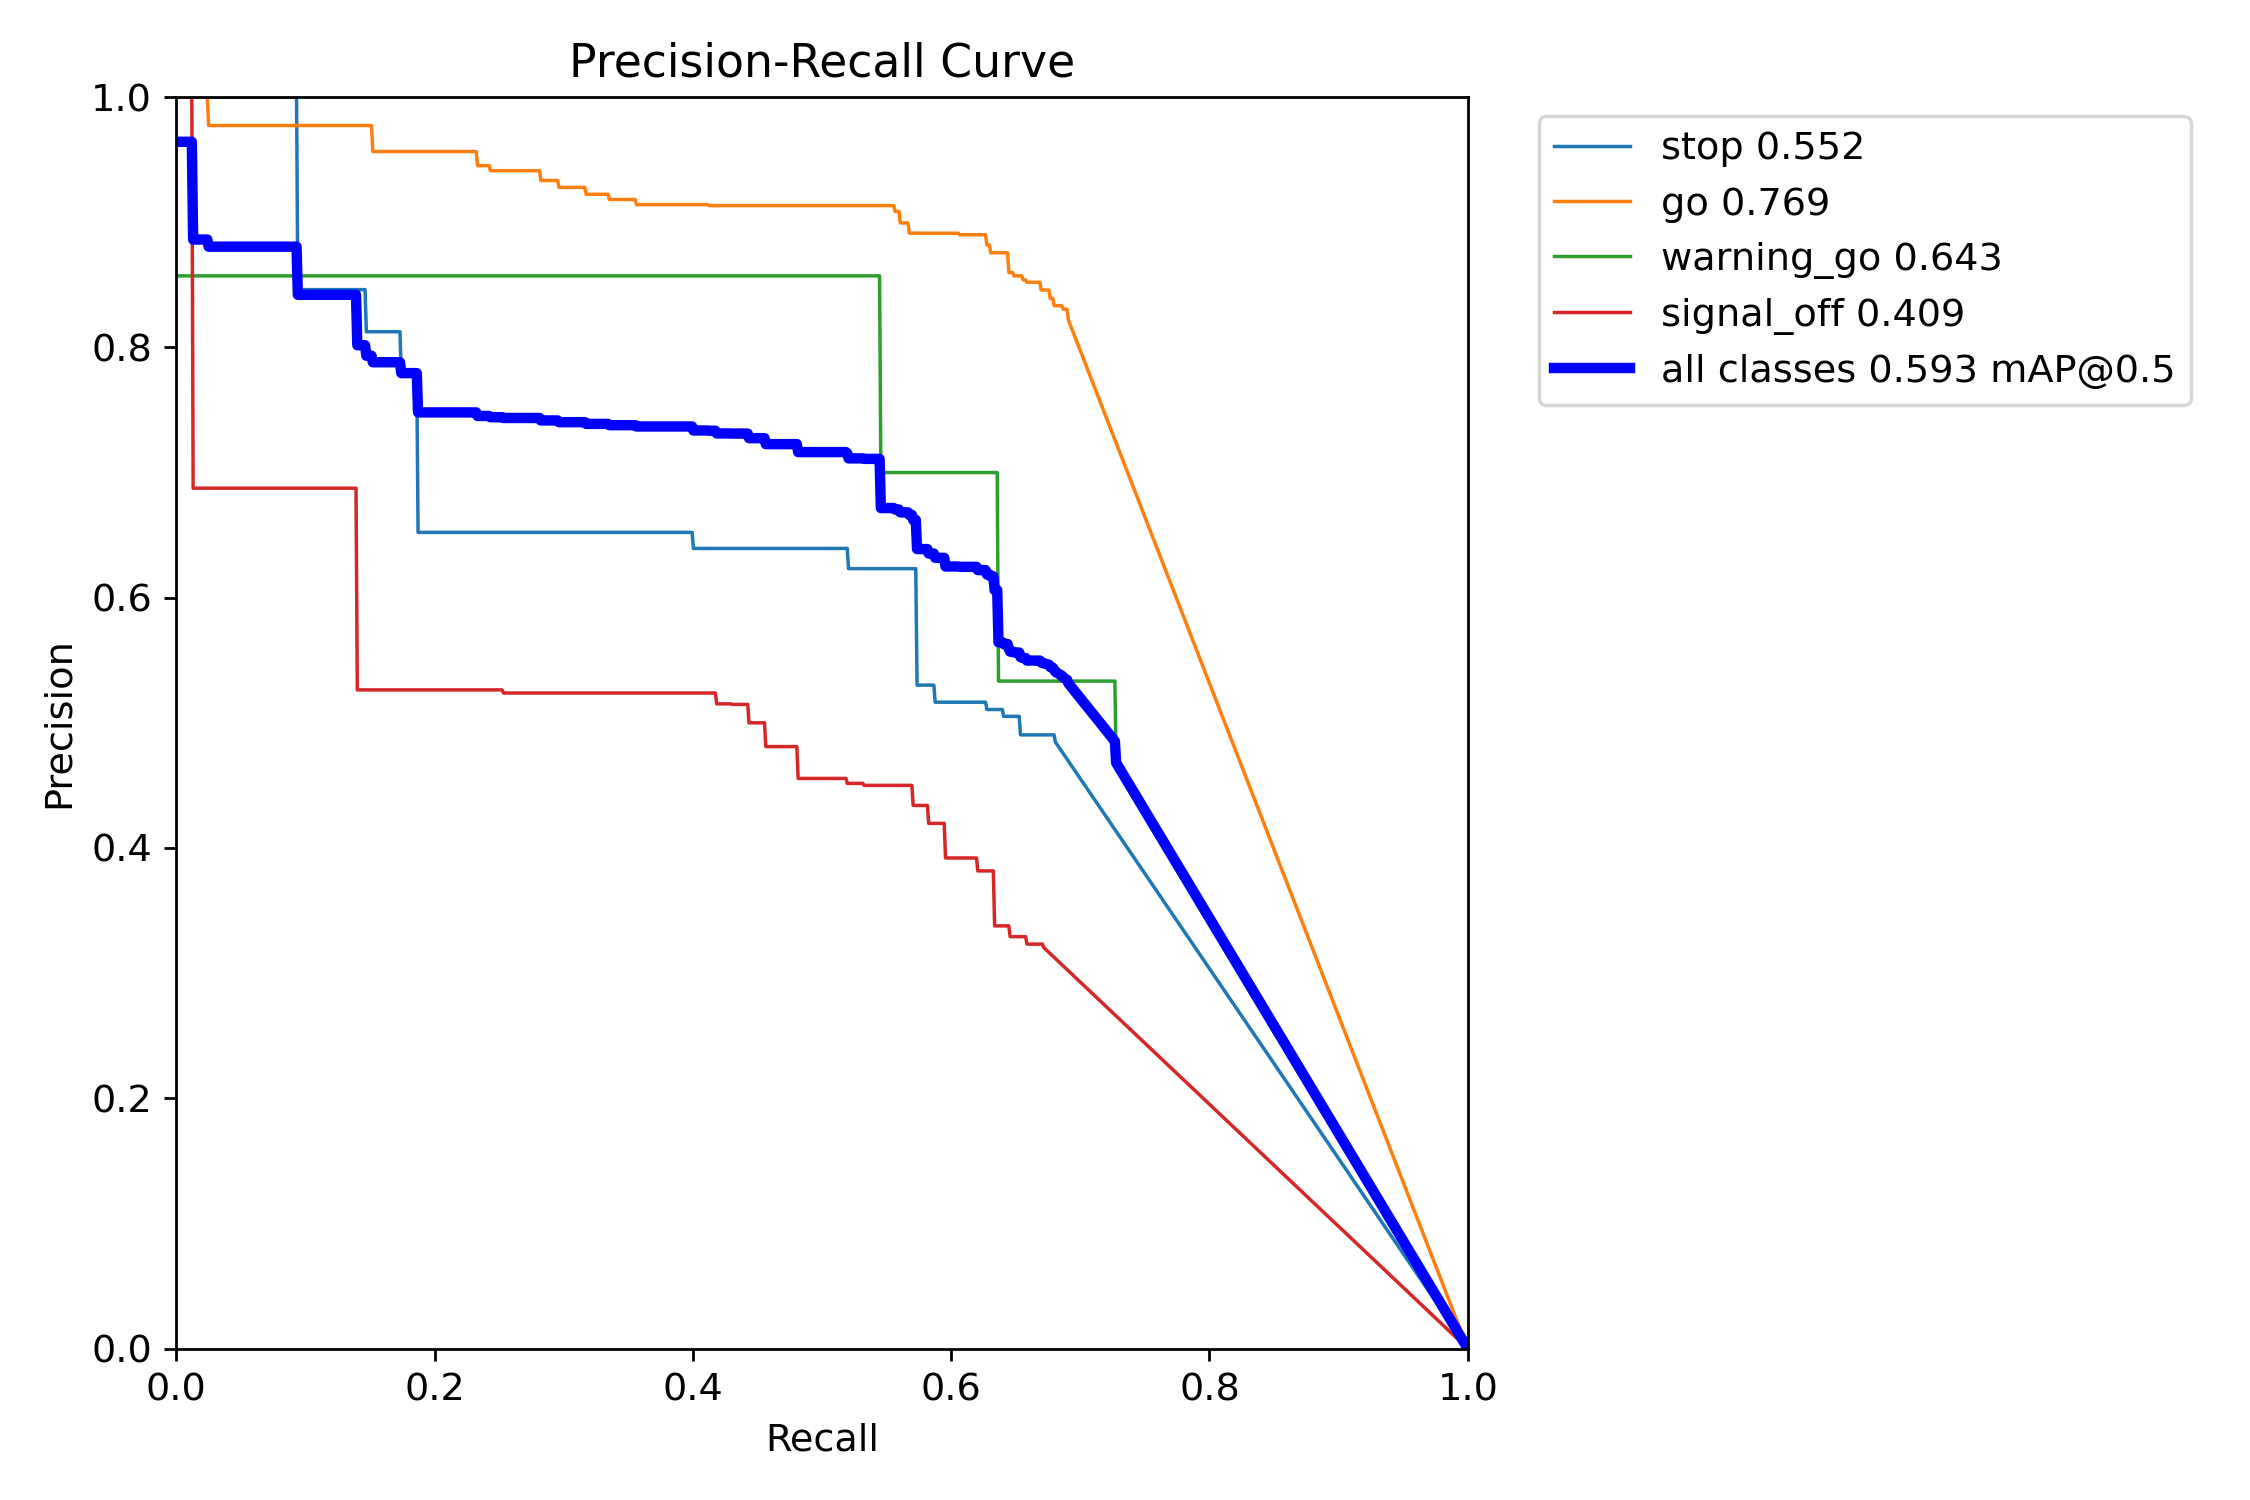 Precision-Recall Curve
1.0
0.8
0.6
0.4
0.2
0.0
Precision
0.0 0.2 0.4 0.6 0.8 1.0
Recall
stop 0.552
go 0.769
warning_go 0.643
signal_off 0.409
all classes 0.593 mAP@0.5